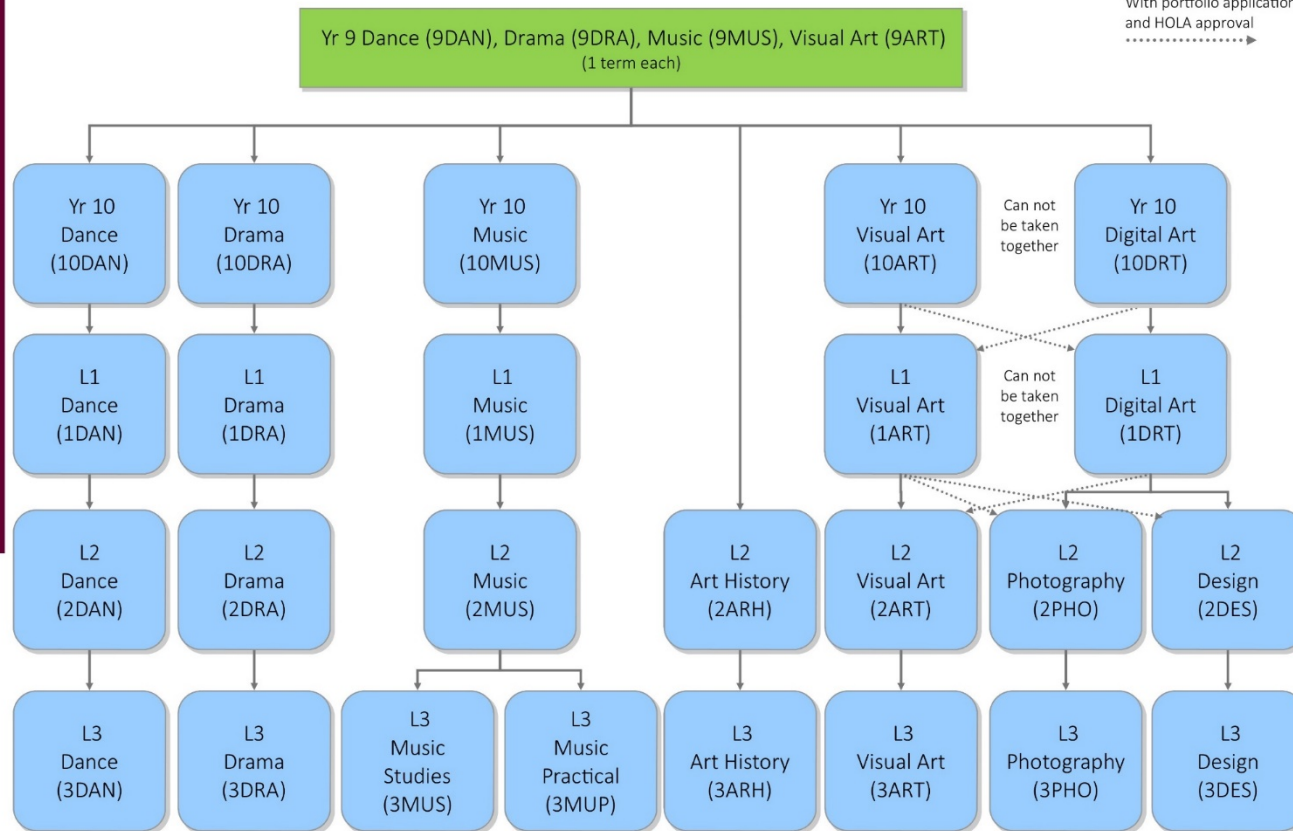 With portfolio application
and HOLA approval
Yr 9 Dance (9DAN), Drama (9DRA), Music (9MUS), Visual Art (9ART)
(1 term each)
Yr 10
Dance
(10DAN)
Yr 10
Drama
(10DRA)
Yr 10
Music
(10MUS)
Yr 10
Visual Art
(10ART)
Can not
be taken
together
Yr 10
Digital Art
(10DRT)
L1
Dance
(1DAN)
L1
Drama
(1DRA)
L1
Music
(1MUS)
L1
Visual Art
(1ART)
Can not
be taken
together
L1
Digital Art
(1DRT)
L2
Dance
(2DAN)
L2
Drama
(2DRA)
L2
Music
(2MUS)
L2
Art History
(2ARH)
L2
Visual Art
(2ART)
L2
Photography
(2PHO)
L2
Design
(2DES)
L3
Dance
(3DAN)
L3
Drama
(3DRA)
L3
Music
Studies
(3MUS)
L3
Music
Practical
(3MUP)
L3
Art History
(3ARH)
L3
Visual Art
(3ART)
L3
Photography
(3PHO)
L3
Design
(3DES)